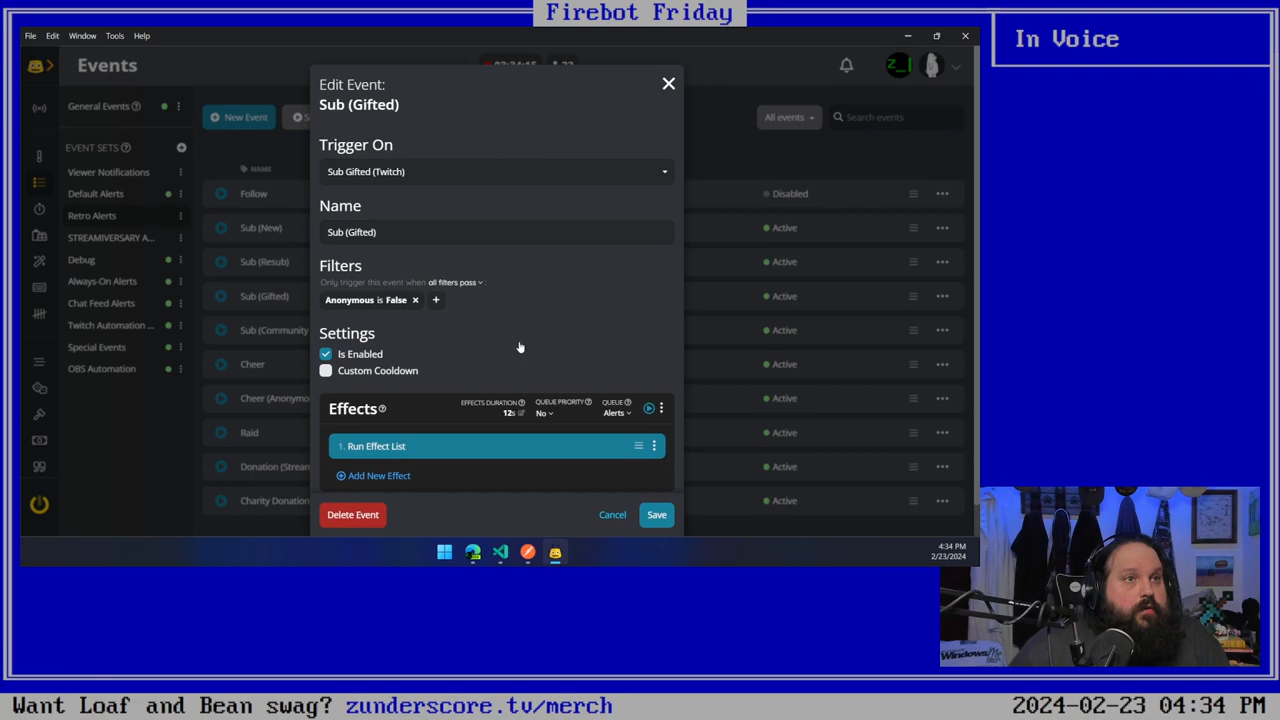 Firebot Friday
In Voice
File Edit Window Tools Help
Events
z_|
Edit Event:
Sub (Gifted)
General Events
New Event
All events
Search events
Trigger On
EVENT SETS
NAME
Sub Gifted (Twitch)
Viewer Notifications
Default Alerts
Follow
Disabled
Name
Retro Alerts
Sub (New)
Sub (Gifted)
Active
STREAMIVERSARY A...
Debug
Sub (Resub)
Filters
Active
Only trigger this event when all filters pass
Always-On Alerts
Sub (Gifted)
Anonymous is False
Active
Chat Feed Alerts
Twitch Automation ...
Sub (Community
Settings
Active
Special Events
Is Enabled
OBS Automation
Cheer
Custom Cooldown
Active
Cheer (Anonymo
Effects
EFFECTS DURATION
12s
QUEUE PRIORITY
No
QUEUE
Alerts
Active
Raid
1. Run Effect List
Active
Donation (Stream
Add New Effect
Active
Charity Donation
Active
Delete Event
Cancel
Save
4:34 PM
2/23/2024
Windows Me
Want Loaf and Bean swag? zunderscore.tv/merch
2024-02-23 04:34 PM